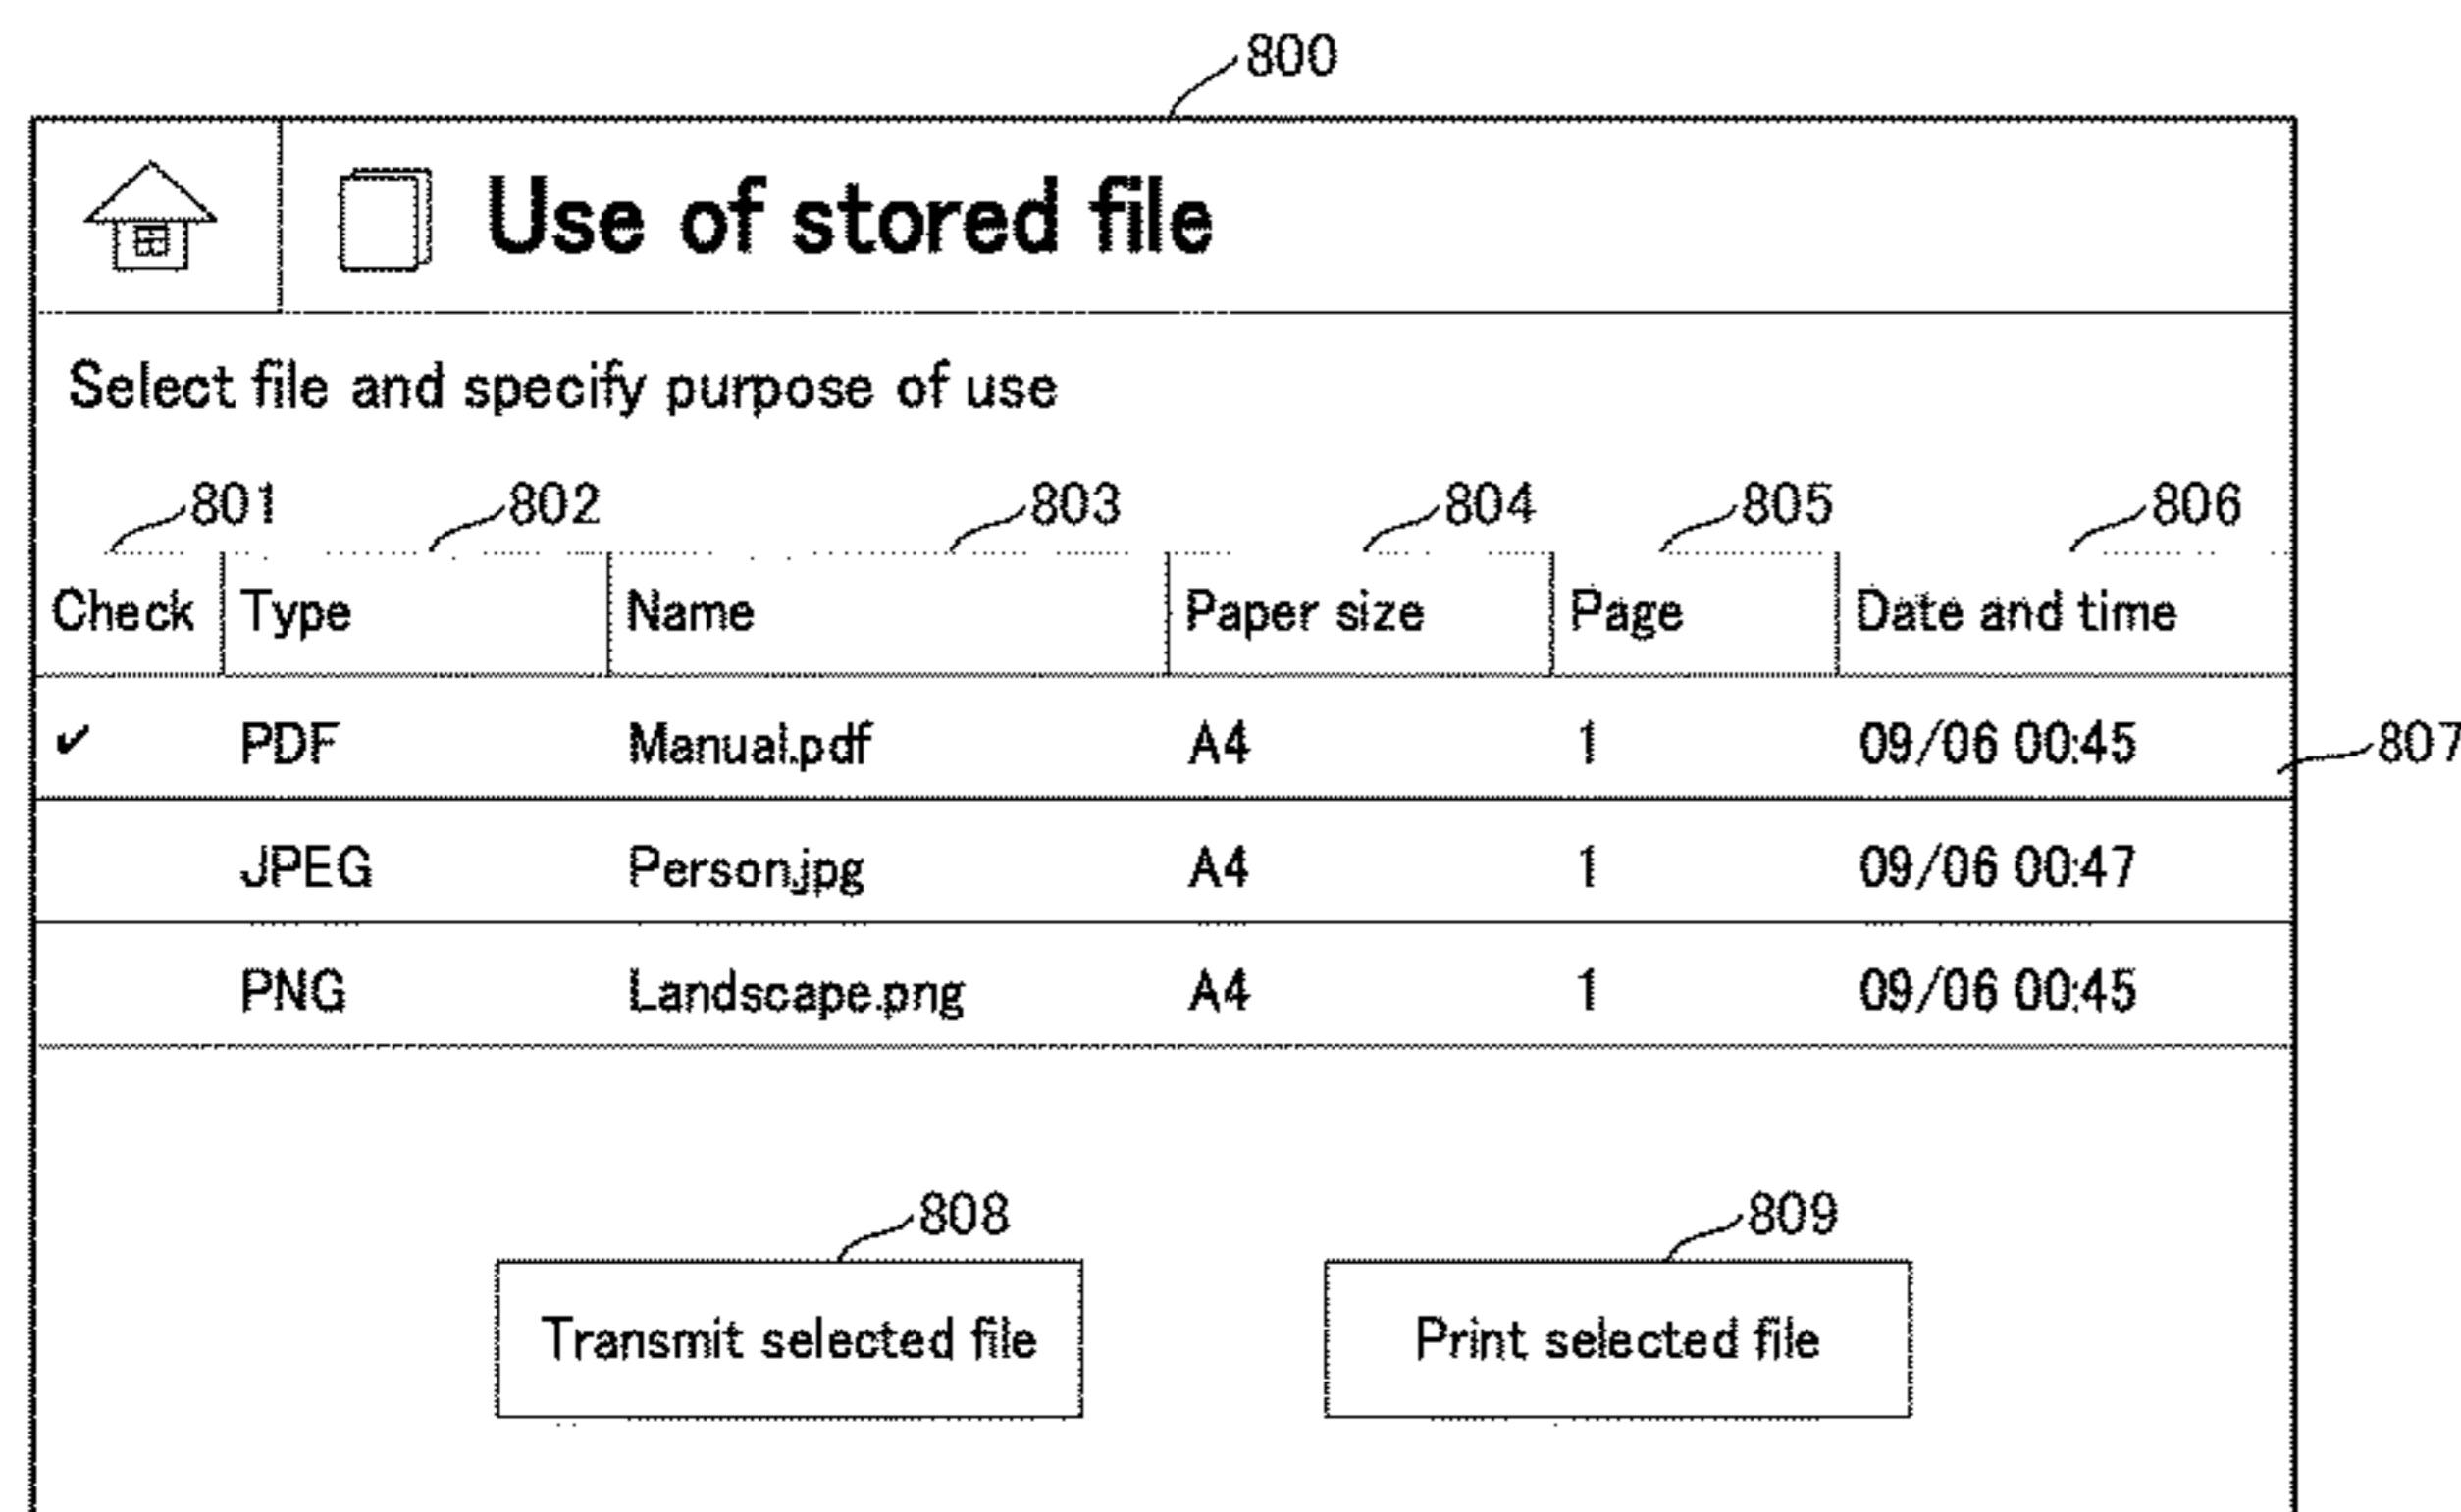 800
Use of stored file
Select file and specify purpose of use
801 802 803 804 805 806
Check Type Name Paper size Page Date and time
✔ PDF Manual.pdf A4 1 09/06 00:45 807
JPEG Person.jpg A4 1 09/06 00:47
PNG Landscape.png A4 1 09/06 00:45
808 809
Transmit selected file Print selected file